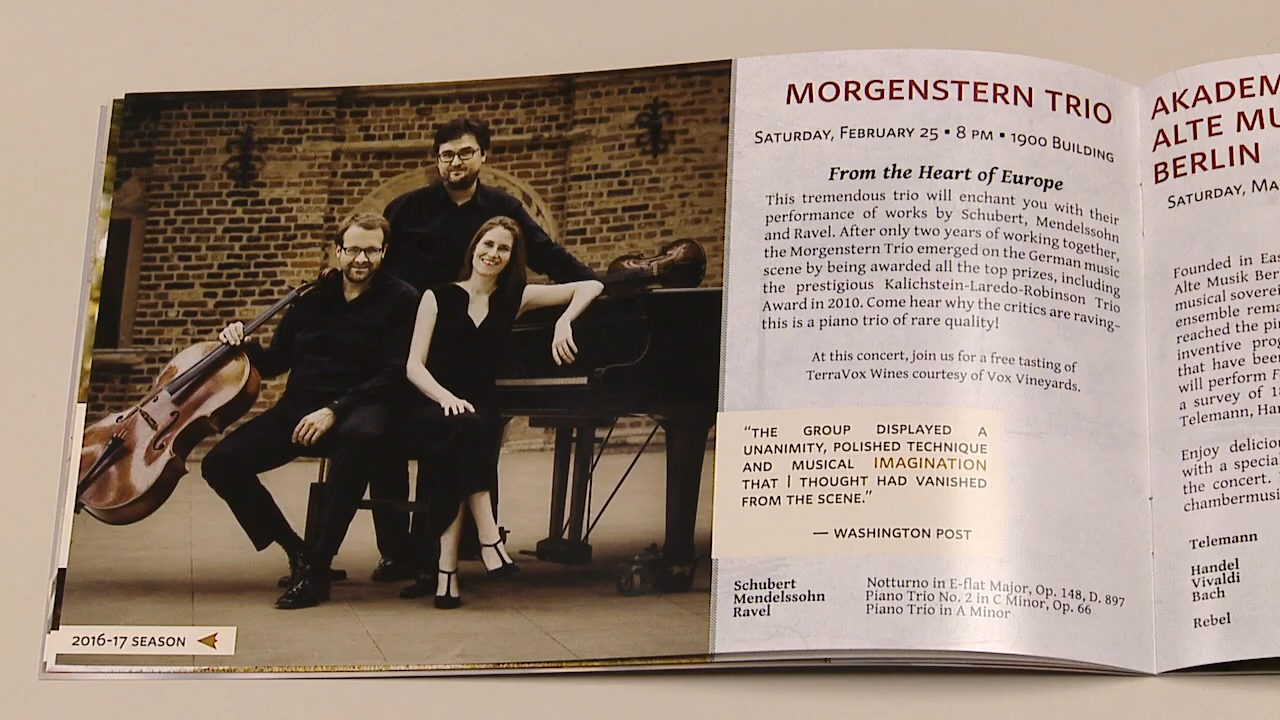 MORGENSTERN TRIO
SATURDAY, FEBRUARY 25 • 8 PM • 1900 BUILDING
From the Heart of Europe
This tremendous trio will enchant you with their
performance of works by Schubert, Mendelssohn
and Ravel. After only two years of working together,
the Morgenstern Trio emerged on the German music
scene by being awarded all the top prizes, including
the prestigious Kalichstein-Laredo-Robinson Trio
Award in 2010. Come hear why the critics are raving–
this is a piano trio of rare quality!
At this concert, join us for a free tasting of
TerraVox Wines courtesy of Vox Vineyards.
“THE GROUP DISPLAYED A
UNANIMITY, POLISHED TECHNIQUE
AND MUSICAL IMAGINATION
THAT I THOUGHT HAD VANISHED
FROM THE SCENE.”
— WASHINGTON POST
Schubert Notturno in E-flat Major, Op. 148, D. 897
Mendelssohn Piano Trio No. 2 in C Minor, Op. 66
Ravel Piano Trio in A Minor
2016-17 SEASON
AKADEM
ALTE MU
BERLIN
SATURDAY, MA
Founded in Eas
Alte Musik Ber
musical soverei
ensemble rema
reached the pi
inventive prog
that have been
will perform F
a survey of 18
Telemann, Ha
Enjoy delicio
with a special
the concert.
chambermusi
Telemann
Handel
Vivaldi
Bach
Rebel